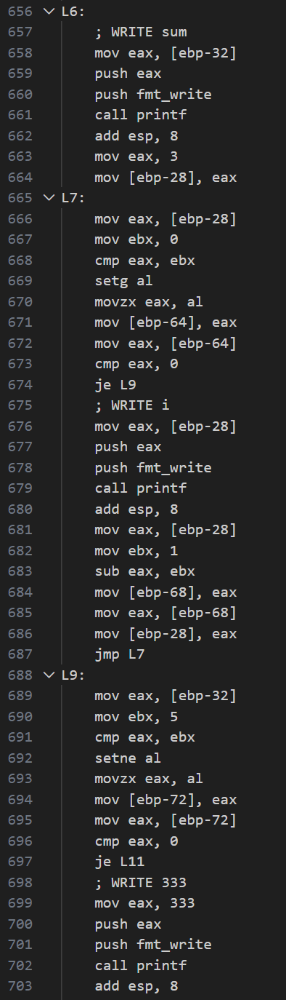 656 L6:
657 ; WRITE sum
658 mov eax, [ebp-32]
659 push eax
660 push fmt_write
661 call printf
662 add esp, 8
663 mov eax, 3
664 mov [ebp-28], eax
665 L7:
666 mov eax, [ebp-28]
667 mov ebx, 0
668 cmp eax, ebx
669 setg al
670 movzx eax, al
671 mov [ebp-64], eax
672 mov eax, [ebp-64]
673 cmp eax, 0
674 je L9
675 ; WRITE i
676 mov eax, [ebp-28]
677 push eax
678 push fmt_write
679 call printf
680 add esp, 8
681 mov eax, [ebp-28]
682 mov ebx, 1
683 sub eax, ebx
684 mov [ebp-68], eax
685 mov eax, [ebp-68]
686 mov [ebp-28], eax
687 jmp L7
688 L9:
689 mov eax, [ebp-32]
690 mov ebx, 5
691 cmp eax, ebx
692 setne al
693 movzx eax, al
694 mov [ebp-72], eax
695 mov eax, [ebp-72]
696 cmp eax, 0
697 je L11
698 ; WRITE 333
699 mov eax, 333
700 push eax
701 push fmt_write
702 call printf
703 add esp, 8